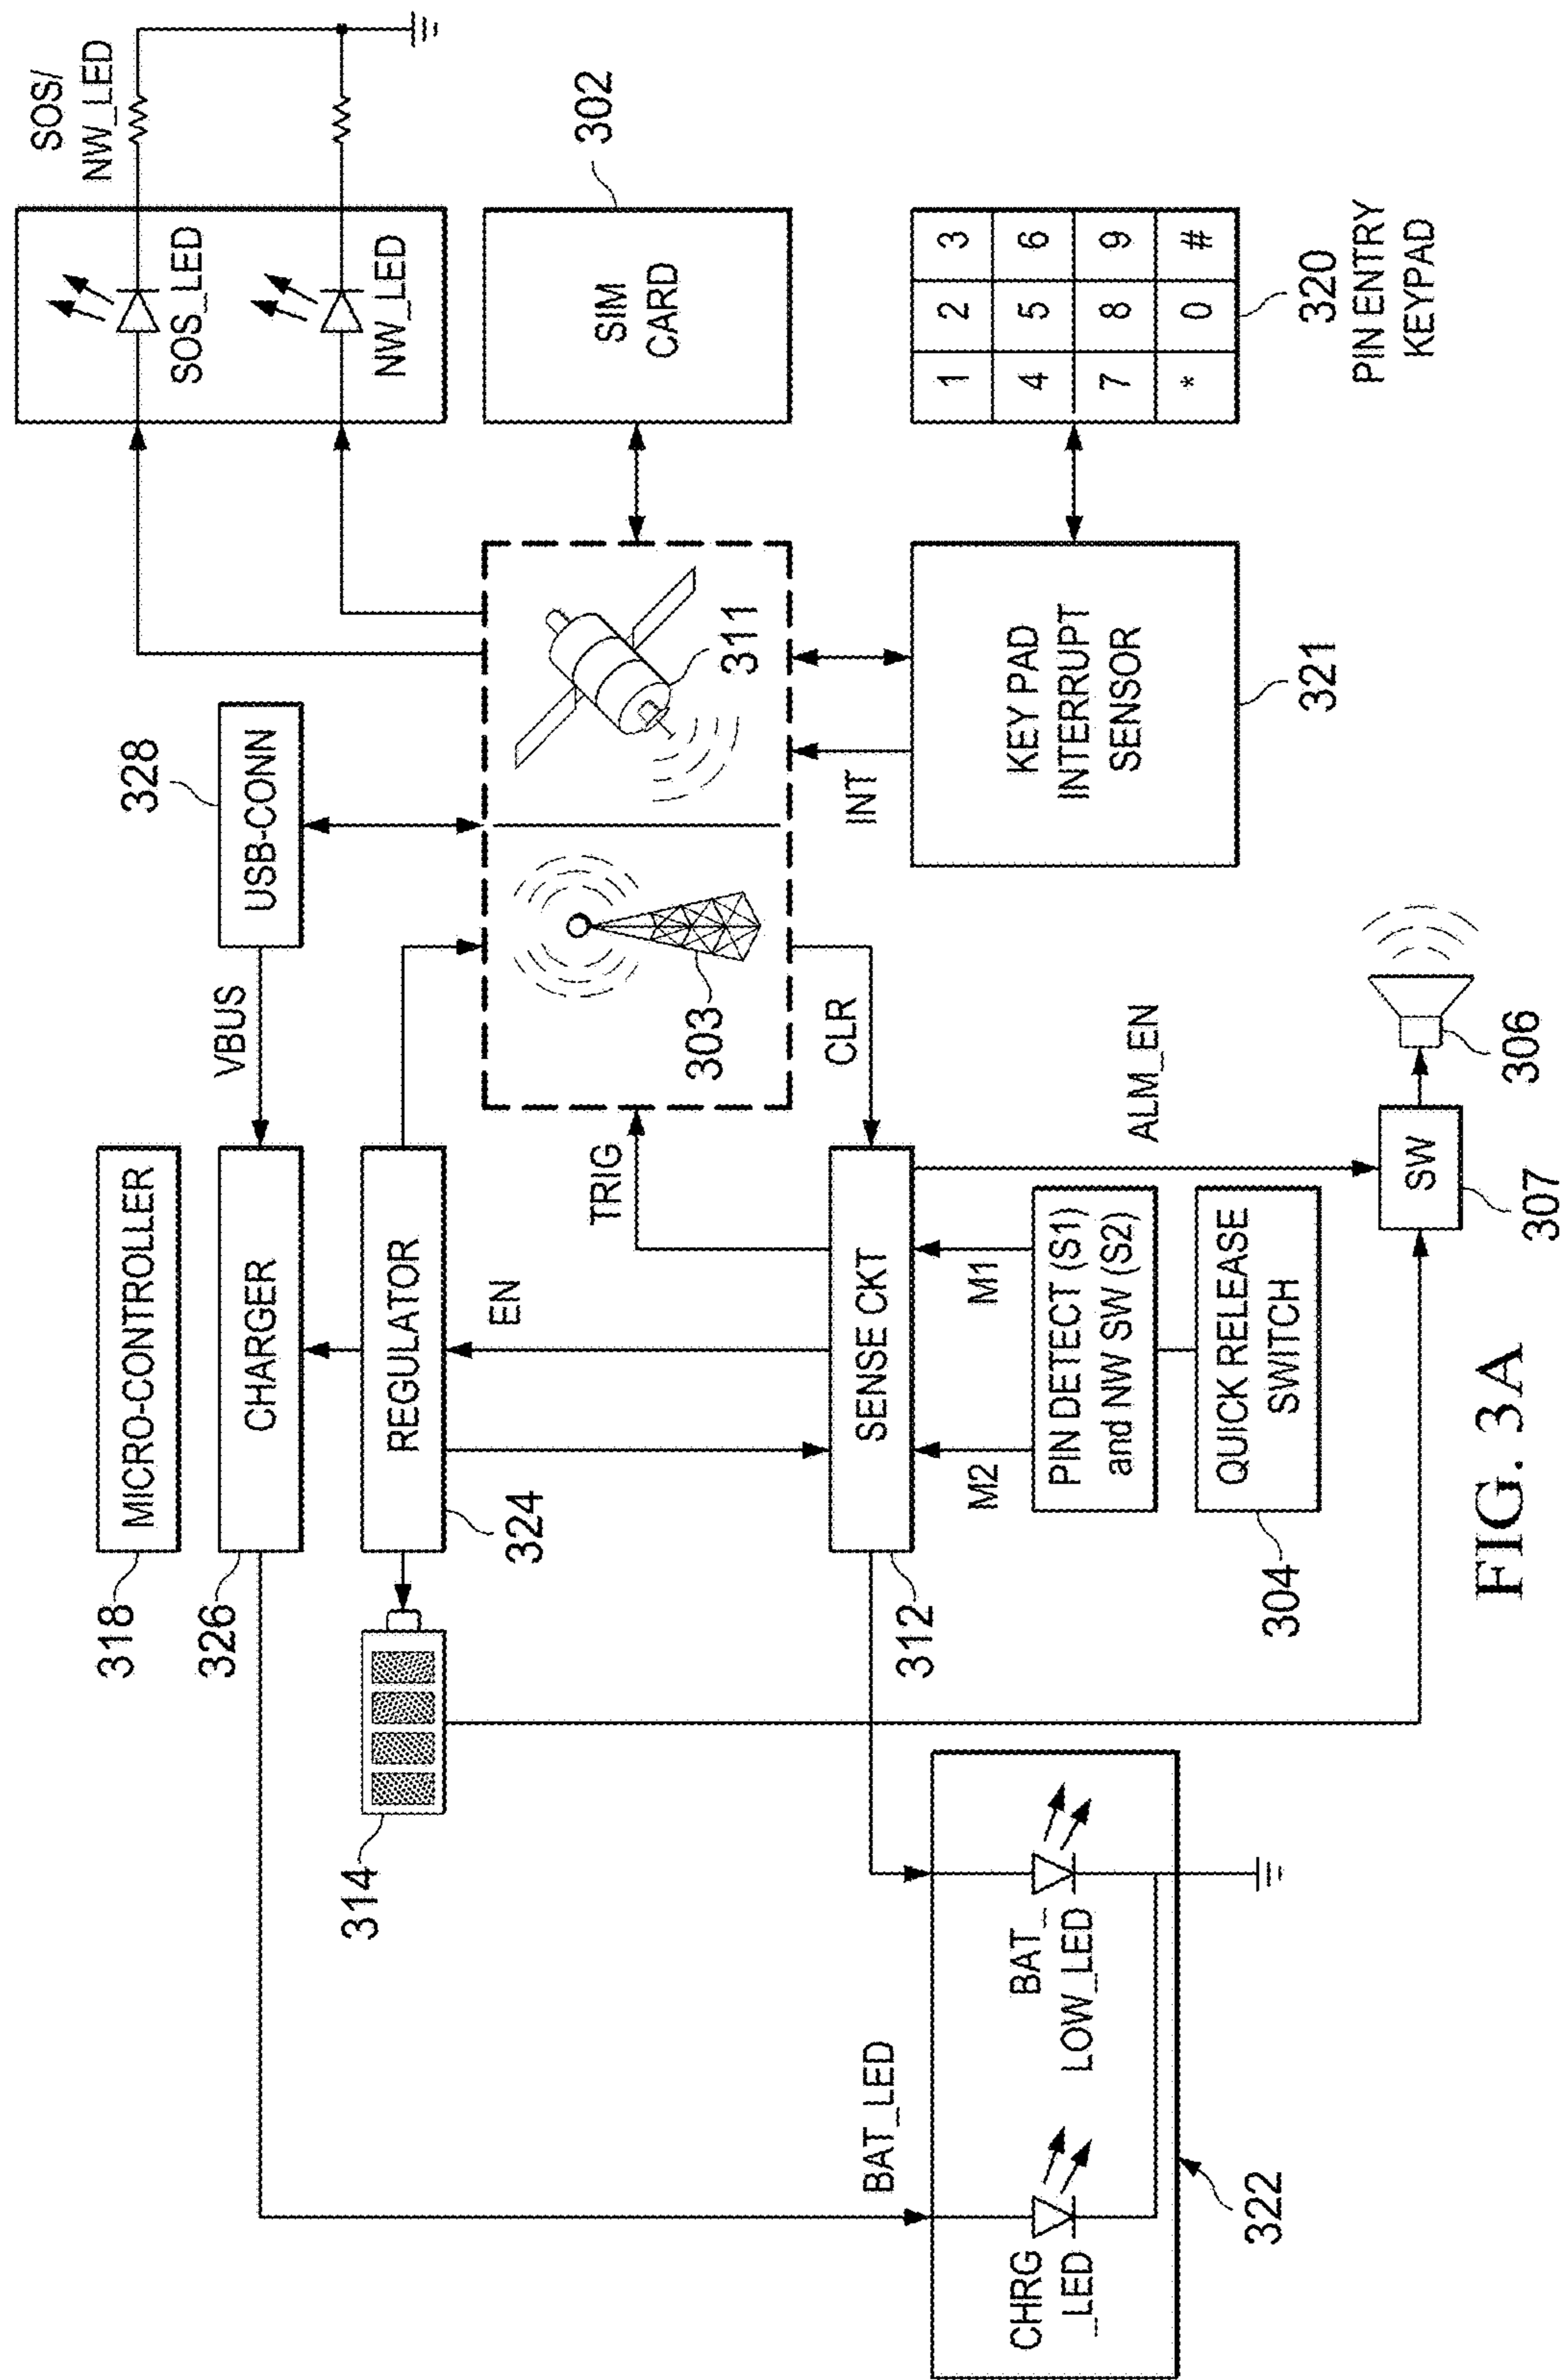 318
MICRO-CONTROLLER
326
CHARGER
VBUS
328
USB-CONN
SOS/
NW_LED
SOS_LED
NW_LED
314
324
REGULATOR
EN
TRIG
303
311
SIM
CARD
302
BAT_LED
312
SENSE CKT
CLR
INT
M2
M1
PIN DETECT (S1)
and NW SW (S2)
304
QUICK RELEASE
SWITCH
ALM_EN
SW
307
306
KEY PAD
INTERRUPT
SENSOR
321
1 2 3
4 5 6
7 8 9
* 0 #
320
PIN ENTRY
KEYPAD
CHRG
_LED
BAT_
LOW_LED
322
FIG. 3A